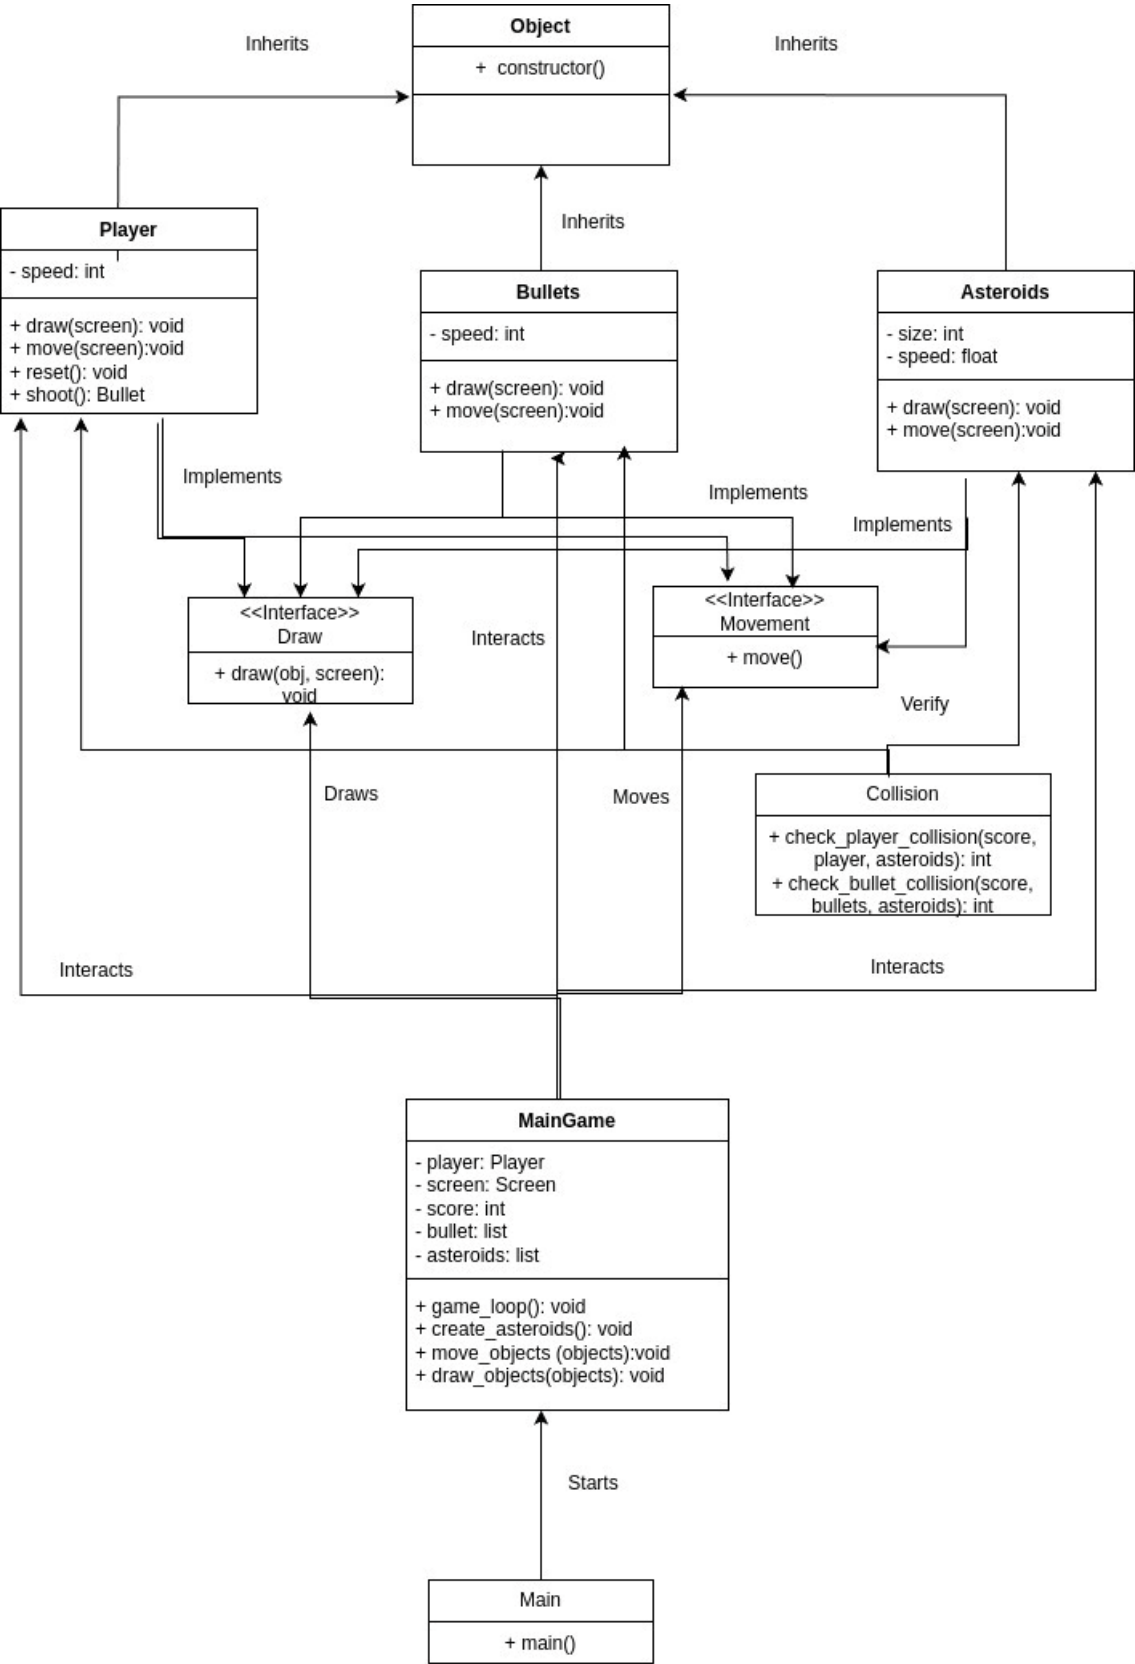 Object
Inherits
Inherits
+  constructor()
Inherits
Player
- speed: int
+ draw(screen): void
+ move(screen):void
+ reset(): void
+ shoot(): Bullet
Bullets
- speed: int
+ draw(screen): void
+ move(screen):void
Asteroids
- size: int
- speed: float
+ draw(screen): void
+ move(screen):void
Implements
Implements
Implements
<<Interface>>
Draw
+ draw(obj, screen):
void
Interacts
<<Interface>>
Movement
+ move()
Verify
Draws
Moves
Collision
+ check_player_collision(score,
player, asteroids): int
+ check_bullet_collision(score,
bullets, asteroids): int
Interacts
Interacts
MainGame
- player: Player
- screen: Screen
- score: int
- bullet: list
- asteroids: list
+ game_loop(): void
+ create_asteroids(): void
+ move_objects (objects):void
+ draw_objects(objects): void
Starts
Main
+ main()